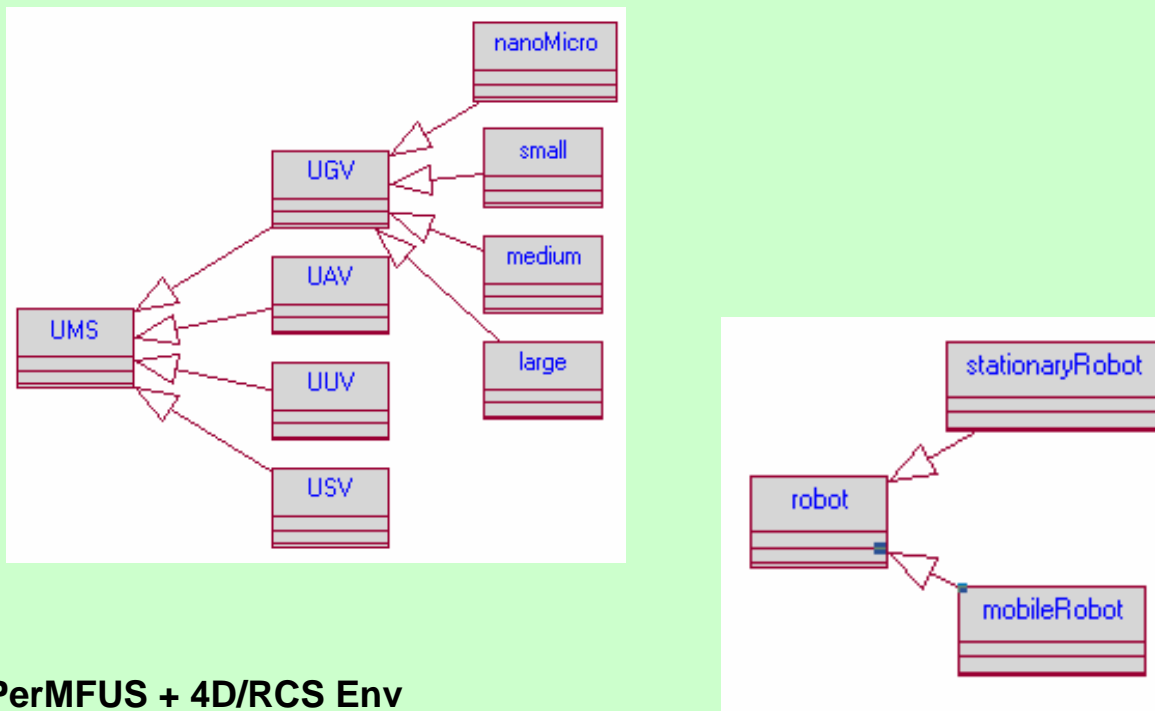 nanoMicro
small
UGV
medium
UAV
UMS
large
UUV
USV
stationaryRobot
robot
mobileRobot
PerMFUS + 4D/RCS Env